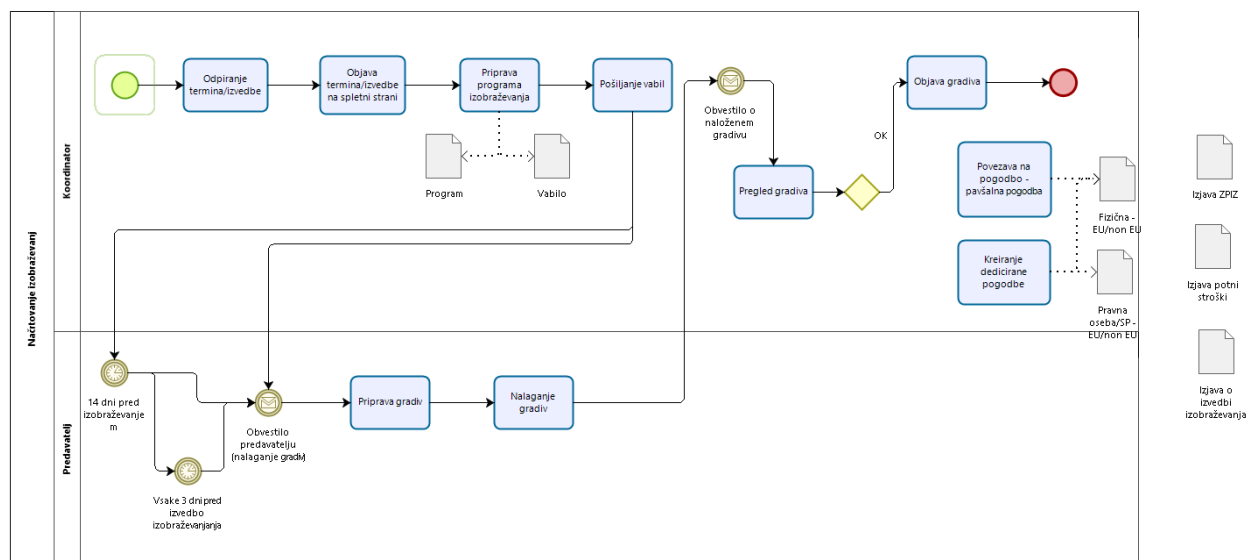 Načrtovanje izobraževanj
Koordinator
Odpiranje
termina/izvedbe
Objava
termina/izvedbe
na spletni strani
Priprava
programa
izobraževanja
Pošiljanje vabil
Program
Vabilo
Obvestilo o
naloženem
gradivu
Pregled gradiva
OK
Objava gradiva
Povezava na
pogodbo -
pavšalna pogodba
Fizična -
EU/non EU
Kreiranje
dedicirane
pogodbe
Pravna
oseba/SP -
EU/non EU
Izjava ZPIZ
Izjava potni
stroški
Izjava o
izvedbi
izobraževanja
Predavatelj
14 dni pred
izobraževanje
m
Vsake 3 dni pred
izvedbo
izobraževanjanja
Obvestilo
predavatelju
(nalaganje gradiv)
Priprava gradiv
Nalaganje
gradiv